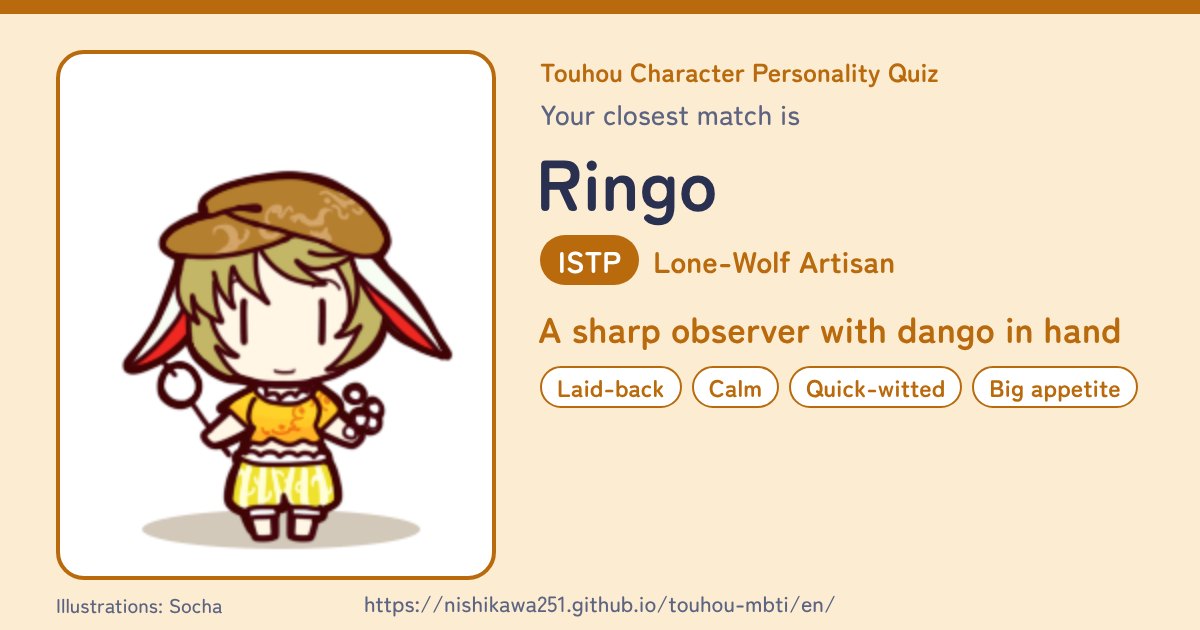 Touhou Character Personality Quiz
Your closest match is
Ringo
ISTP Lone-Wolf Artisan
A sharp observer with dango in hand
Laid-back Calm Quick-witted Big appetite
Illustrations: Socha https://nishikawa251.github.io/touhou-mbti/en/